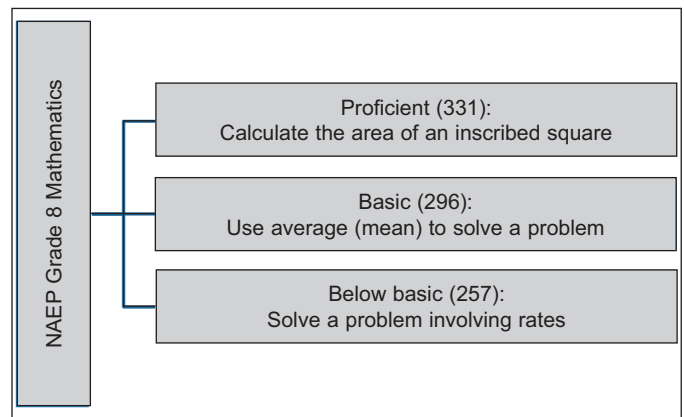 NAEP Grade 8 Mathematics
Proficient (331):
Calculate the area of an inscribed square
Basic (296):
Use average (mean) to solve a problem
Below basic (257):
Solve a problem involving rates